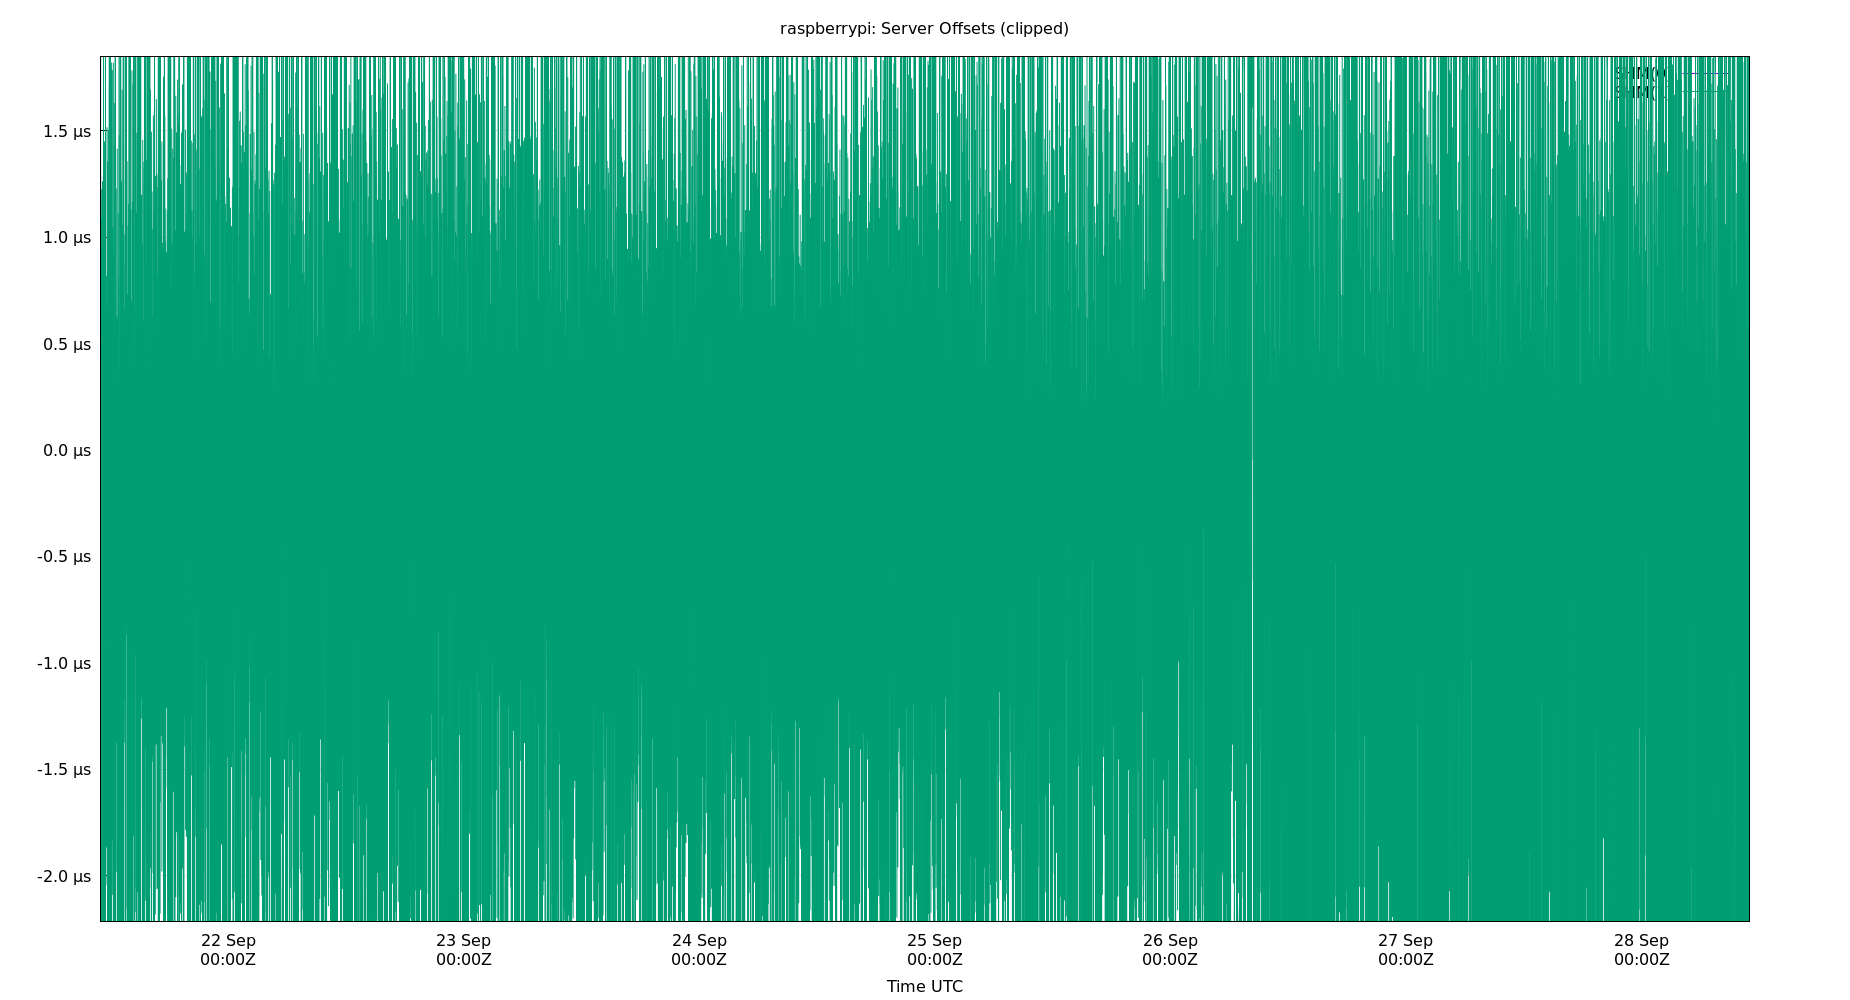 raspberrypi: Server Offsets (clipped)
1.5 µs
1.0 µs
0.5 µs
0.0 µs
-0.5 µs
-1.0 µs
-1.5 µs
-2.0 µs
22 Sep 23 Sep 24 Sep 25 Sep 26 Sep 27 Sep 28 Sep
00:00Z 00:00Z 00:00Z 00:00Z 00:00Z 00:00Z 00:00Z
Time UTC